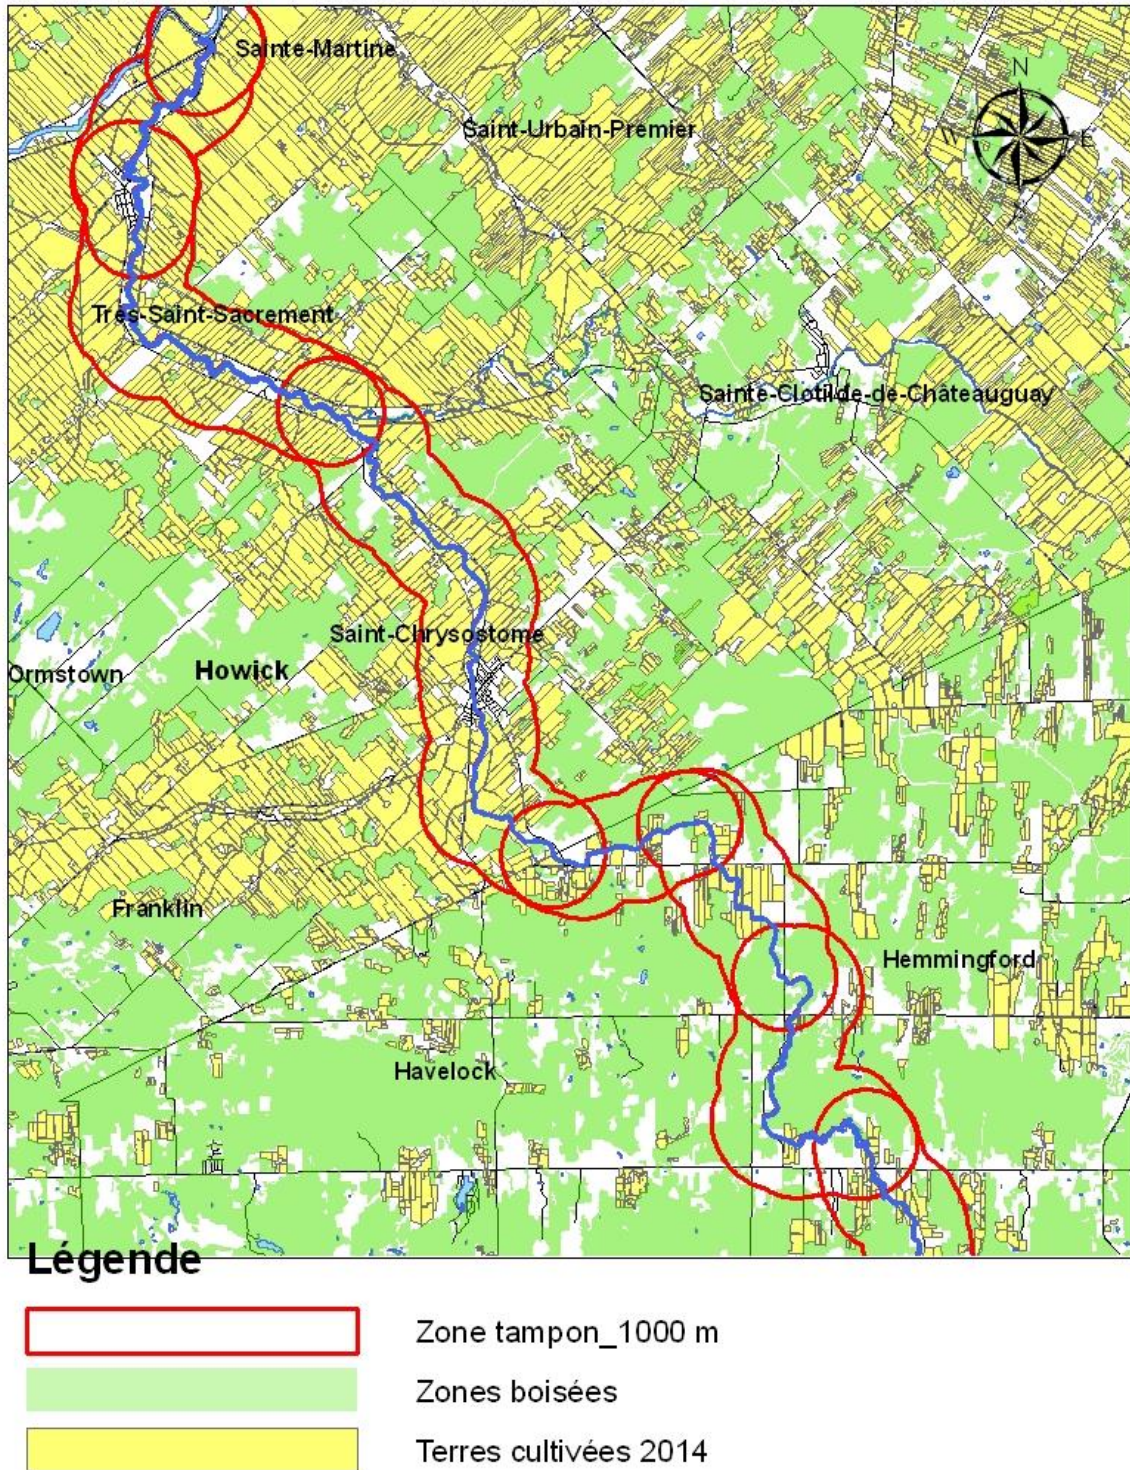 Sainte-Martine
N
Saint-Urbain-Premier
W
E
Très-Saint-Sacrement
Sainte-Clotilde-de-Châteauguay
Saint-Chrysostome
Ormstown
Howick
Franklin
Hemmingford
Havelock
Légende
Zone tampon_1000 m
Zones boisées
Terres cultivées 2014